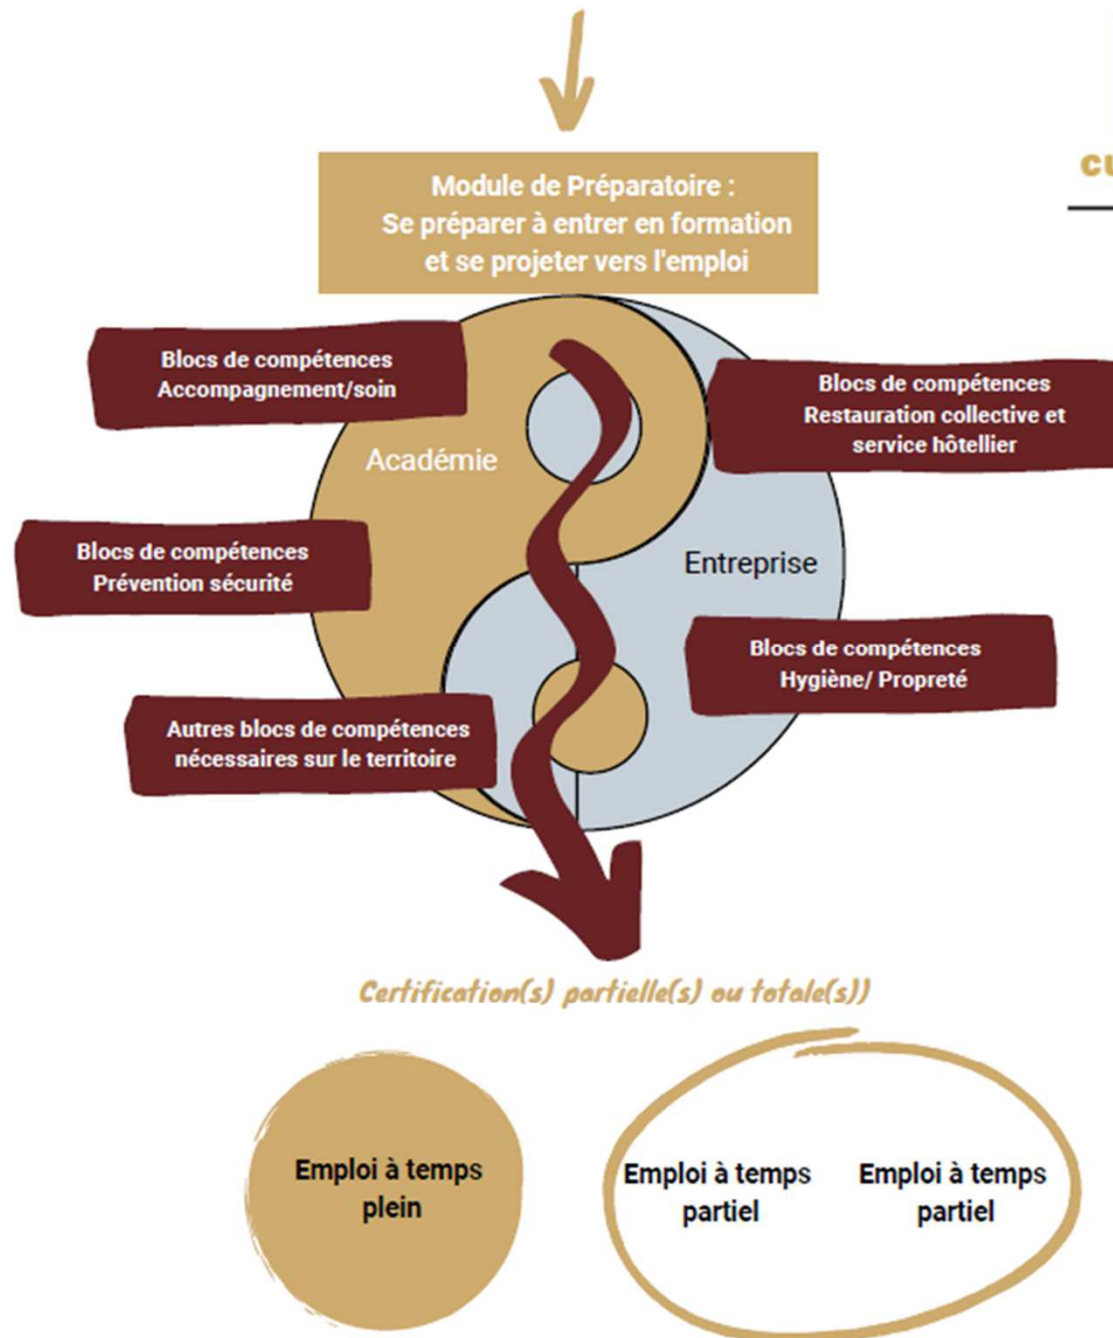 Module de Préparatoire :
Se préparer à entrer en formation
et se projeter vers l'emploi
cu
Blocs de compétences
Accompagnement/soin
Blocs de compétences
Restauration collective et
service hôtellier
Académie
Blocs de compétences
Prévention sécurité
Entreprise
Blocs de compétences
Hygiène/ Propreté
Autres blocs de compétences
nécessaires sur le territoire
Certification(s) partielle(s) ou totale(s))
Emploi à temps
plein
Emploi à temps
partiel
Emploi à temps
partiel